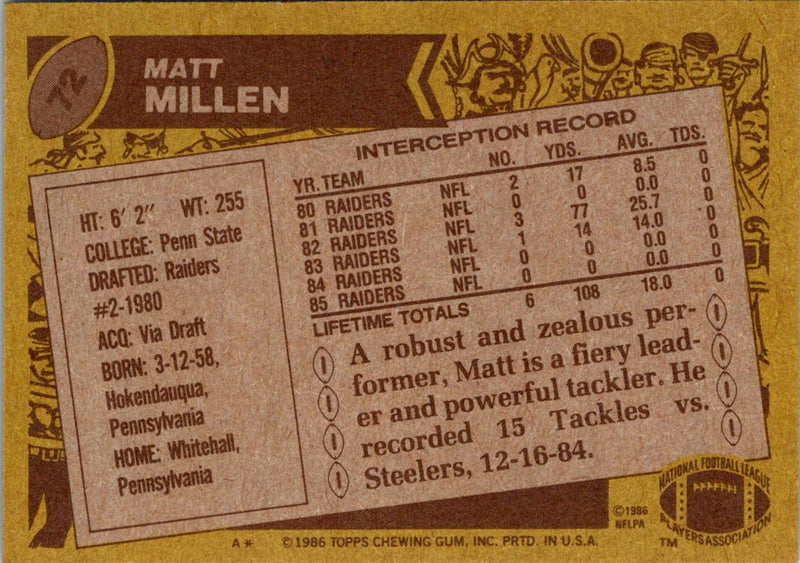 72
MATT
MILLEN
HT: 6' 2" WT: 255
COLLEGE: Penn State
DRAFTED: Raiders
#2-1980
ACQ: Via Draft
BORN: 3-12-58,
Hokendauqua,
Pennsylvania
HOME: Whitehall,
Pennsylvania
INTERCEPTION RECORD
YR. TEAM NO. YDS. AVG. TDS.
80 RAIDERS NFL 2 17 8.5 0
81 RAIDERS NFL 0 0 0.0 0
82 RAIDERS NFL 3 77 25.7 0
83 RAIDERS NFL 1 14 14.0 0
84 RAIDERS NFL 0 0 0.0 0
85 RAIDERS NFL 0 0 0.0 0
LIFETIME TOTALS 6 108 18.0 0
A robust and zealous per-
former, Matt is a fiery lead-
er and powerful tackler. He
recorded 15 Tackles vs.
Steelers, 12-16-84.
©1986
NFLPA
NATIONAL FOOTBALL LEAGUE
PLAYERS ASSOCIATION
TM
A* ©1986 TOPPS CHEWING GUM, INC. PRTD. IN U.S.A.